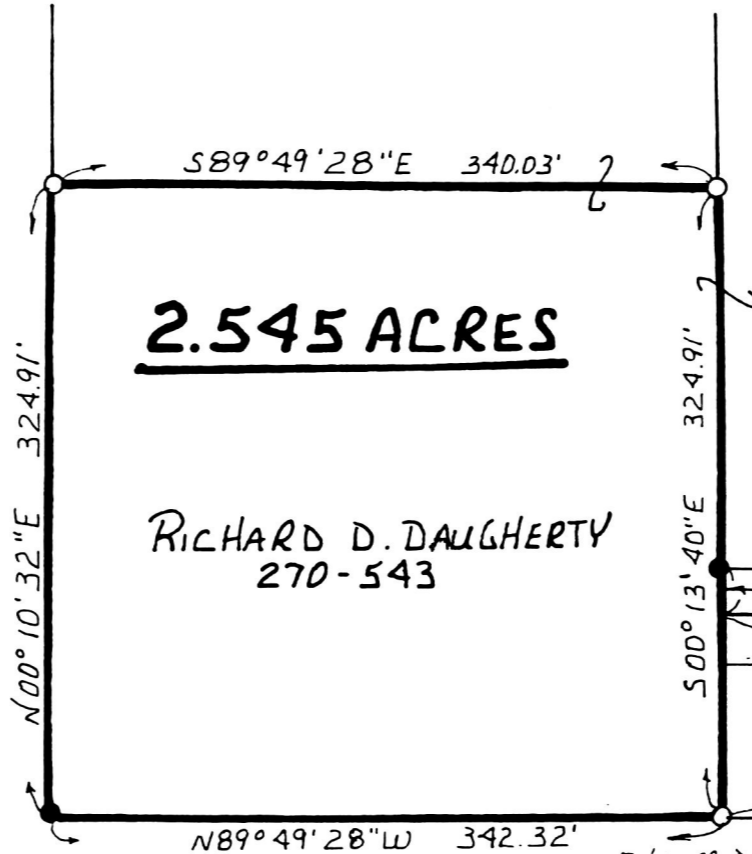 S89°49'28"E 340.03'
2.545 ACRES
324.91'
N00°10'32"E
324.91'
S00°13'40"E
RICHARD D. DAUGHERTY
270-543
N89°49'28"W 342.32'